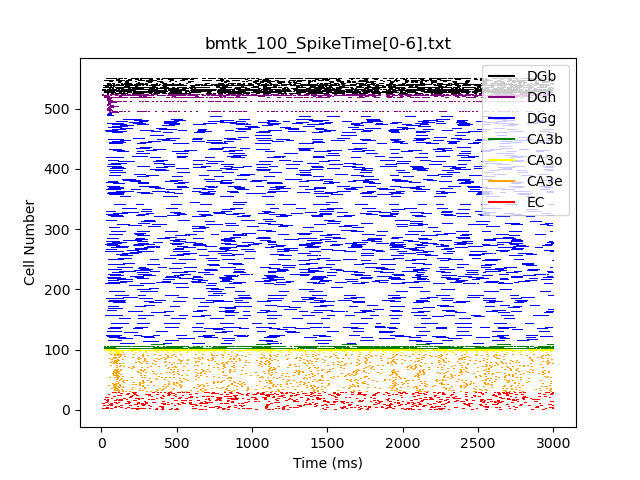 bmtk_100_SpikeTime[0-6].txt
DGb
DGh
DGg
CA3b
CA3o
CA3e
EC
Cell Number
500
400
300
200
100
0
0 500 1000 1500 2000 2500 3000
Time (ms)